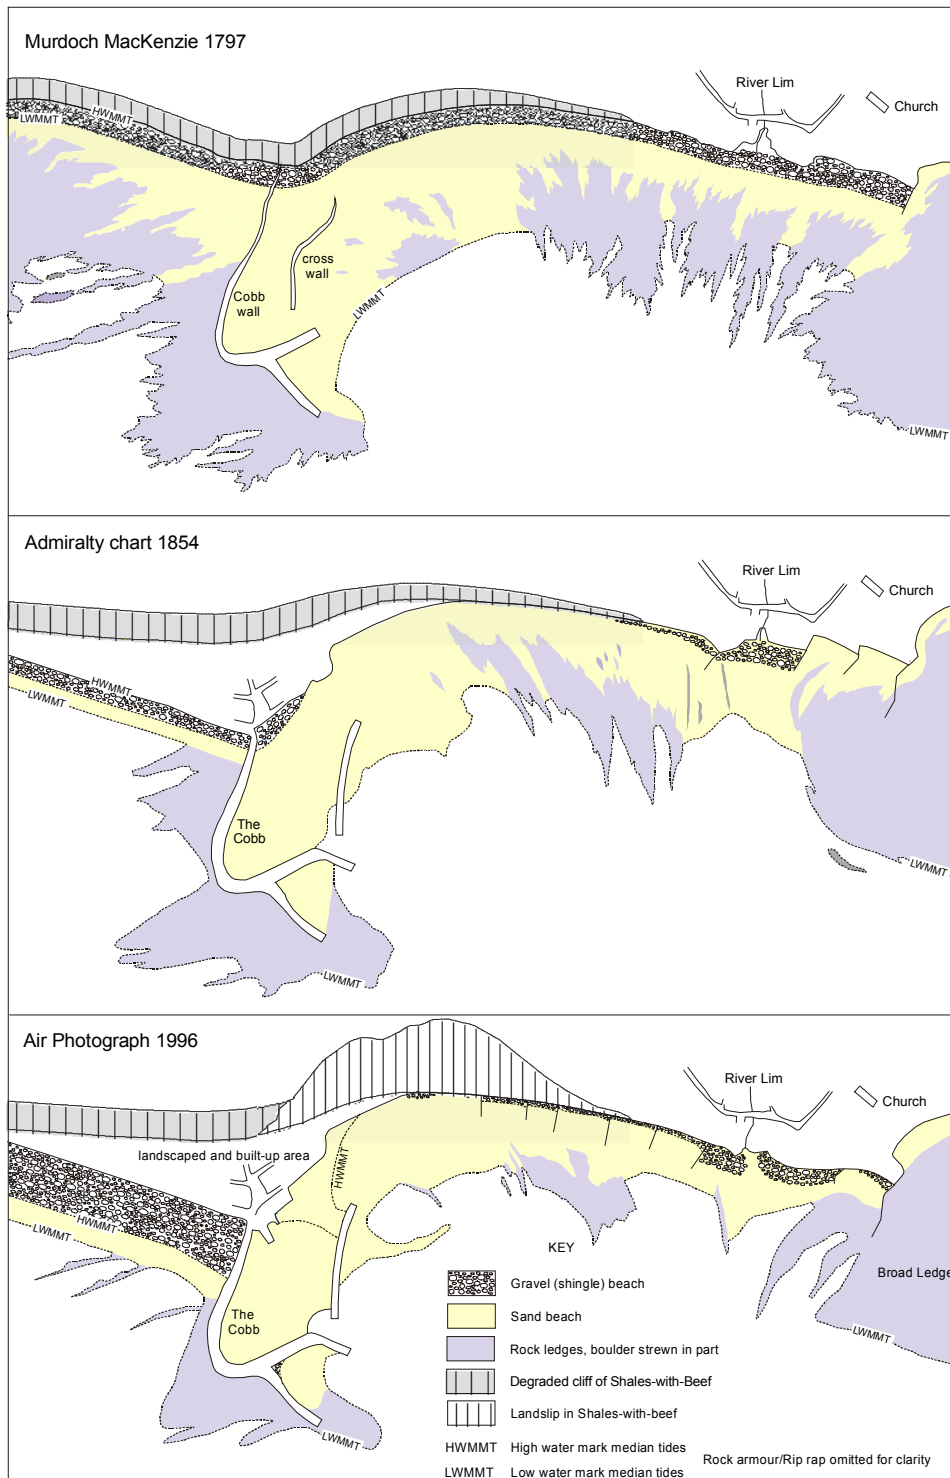 Murdoch MacKenzie 1797
River Lim
Church
HWMMT
LWMMT
cross
wall
Cobb
wall
LWMMT
LWMMT
Admiralty chart 1854
River Lim
Church
HWMMT
LWMMT
The
Cobb
LWMMT
LWMMT
Air Photograph 1996
River Lim
Church
landscaped and built-up area
HWMMT
HWMMT
LWMMT
KEY
Gravel (shingle) beach
Broad Ledge
Sand beach
The
Cobb
LWMMT
Rock ledges, boulder strewn in part
Degraded cliff of Shales-with-Beef
Landslip in Shales-with-beef
LWMMT
HWMMT High water mark median tides
Rock armour/Rip rap omitted for clarity
LWMMT Low water mark median tides